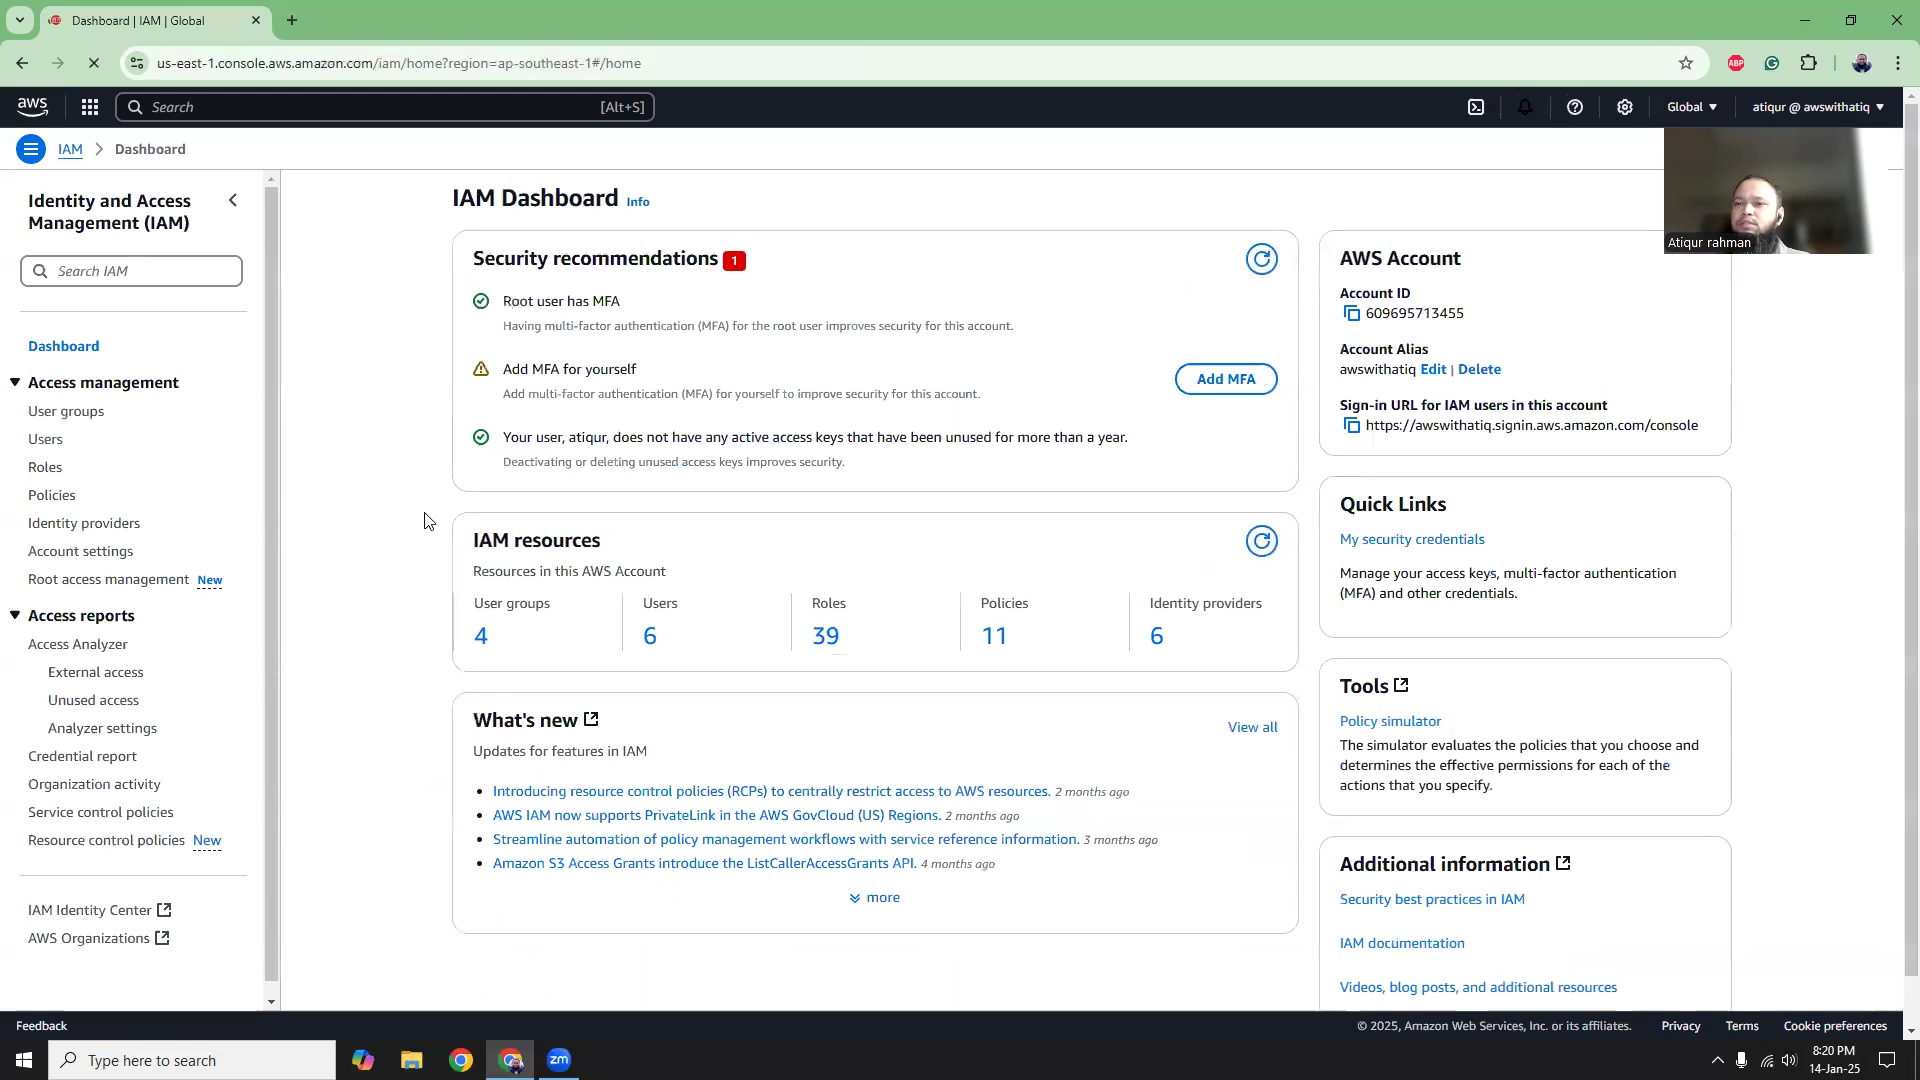 Dashboard | IAM | Global
us-east-1.console.aws.amazon.com/iam/home?region=ap-southeast-1#/home
ABP
aws
Search
[Alt+S]
Global
atiqur @ awswithatiq
IAM
Dashboard
Atiqur rahman
Identity and Access
Management (IAM)
Search IAM
Dashboard
Access management
User groups
Users
Roles
Policies
Identity providers
Account settings
Root access management New
Access reports
Access Analyzer
External access
Unused access
Analyzer settings
Credential report
Organization activity
Service control policies
Resource control policies New
IAM Identity Center
AWS Organizations
IAM Dashboard Info
Security recommendations 1
Root user has MFA
Having multi-factor authentication (MFA) for the root user improves security for this account.
Add MFA for yourself
Add multi-factor authentication (MFA) for yourself to improve security for this account.
Add MFA
Your user, atiqur, does not have any active access keys that have been unused for more than a year.
Deactivating or deleting unused access keys improves security.
IAM resources
Resources in this AWS Account
User groups Users Roles Policies Identity providers
4 6 39 11 6
What's new
View all
Updates for features in IAM
Introducing resource control policies (RCPs) to centrally restrict access to AWS resources. 2 months ago
AWS IAM now supports PrivateLink in the AWS GovCloud (US) Regions. 2 months ago
Streamline automation of policy management workflows with service reference information. 3 months ago
Amazon S3 Access Grants introduce the ListCallerAccessGrants API. 4 months ago
more
AWS Account
Account ID
609695713455
Account Alias
awswithatiq Edit | Delete
Sign-in URL for IAM users in this account
https://awswithatiq.signin.aws.amazon.com/console
Quick Links
My security credentials
Manage your access keys, multi-factor authentication
(MFA) and other credentials.
Tools
Policy simulator
The simulator evaluates the policies that you choose and
determines the effective permissions for each of the
actions that you specify.
Additional information
Security best practices in IAM
IAM documentation
Videos, blog posts, and additional resources
Feedback
© 2025, Amazon Web Services, Inc. or its affiliates.
Privacy
Terms
Cookie preferences
Type here to search
zm
8:20 PM
14-Jan-25